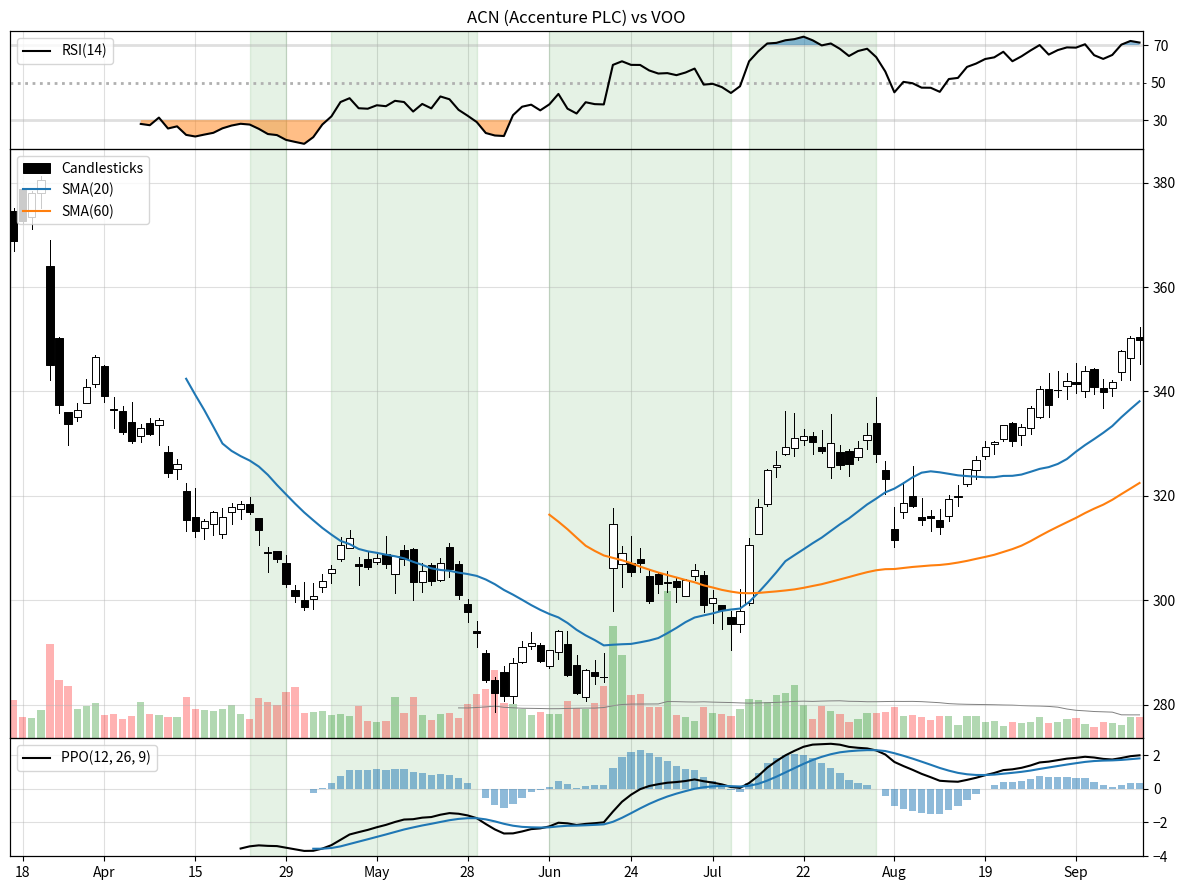 ACN (Accenture PLC) vs VOO
RSI(14)
70
50
30
Candlesticks
SMA(20)
SMA(60)
380
360
340
320
300
280
PPO(12, 26, 9)
2
0
−2
−4
18 Apr 15 29 May 28 Jun 24 Jul 22 Aug 19 Sep